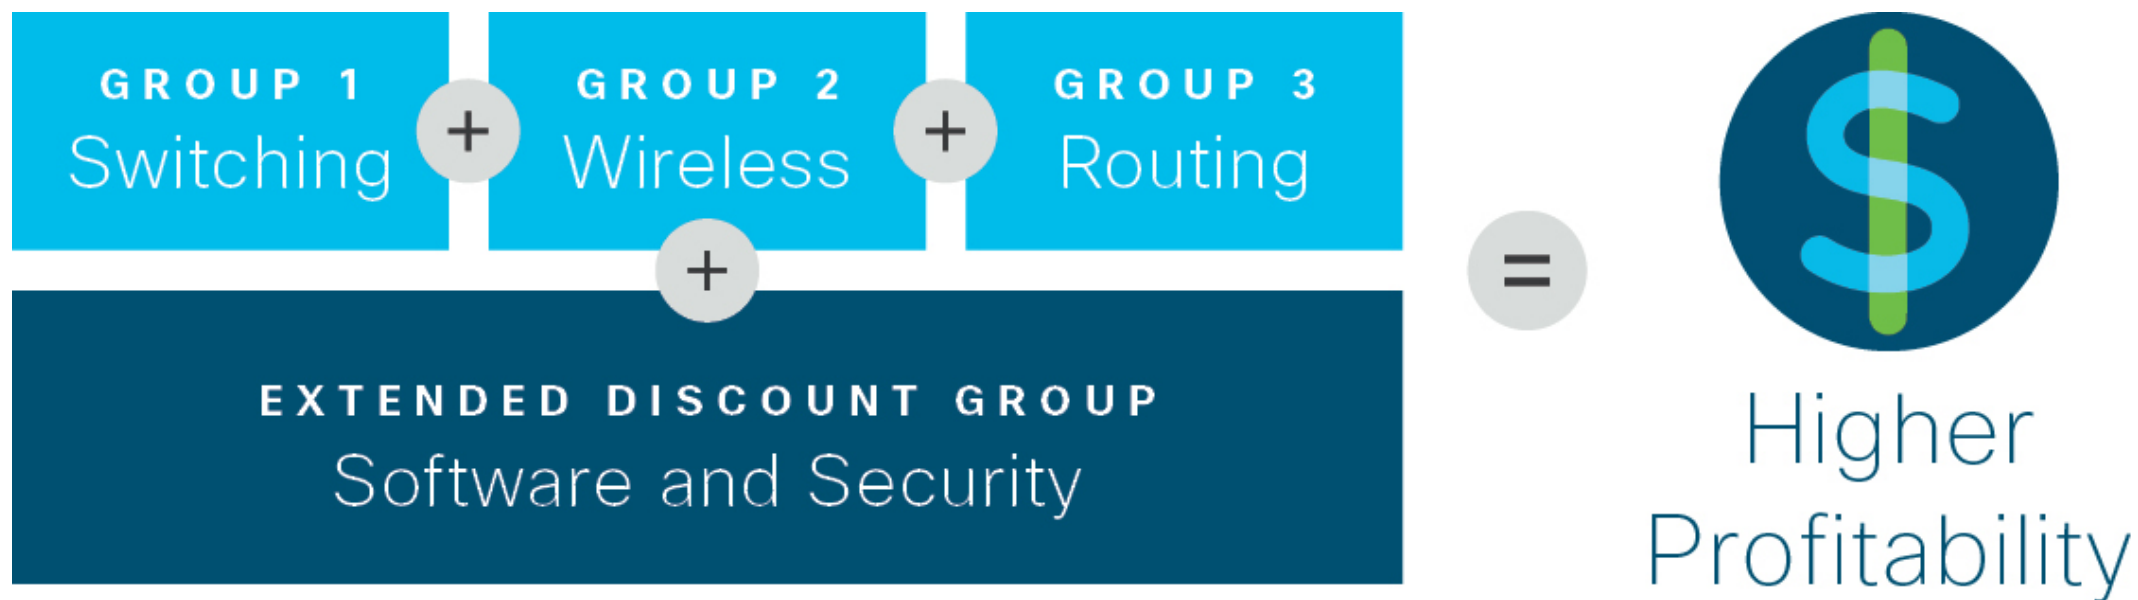 GROUP 1
Switching
+
GROUP 2
Wireless
+
GROUP 3
Routing
+
EXTENDED DISCOUNT GROUP
Software and Security
=
$
Higher
Profitability